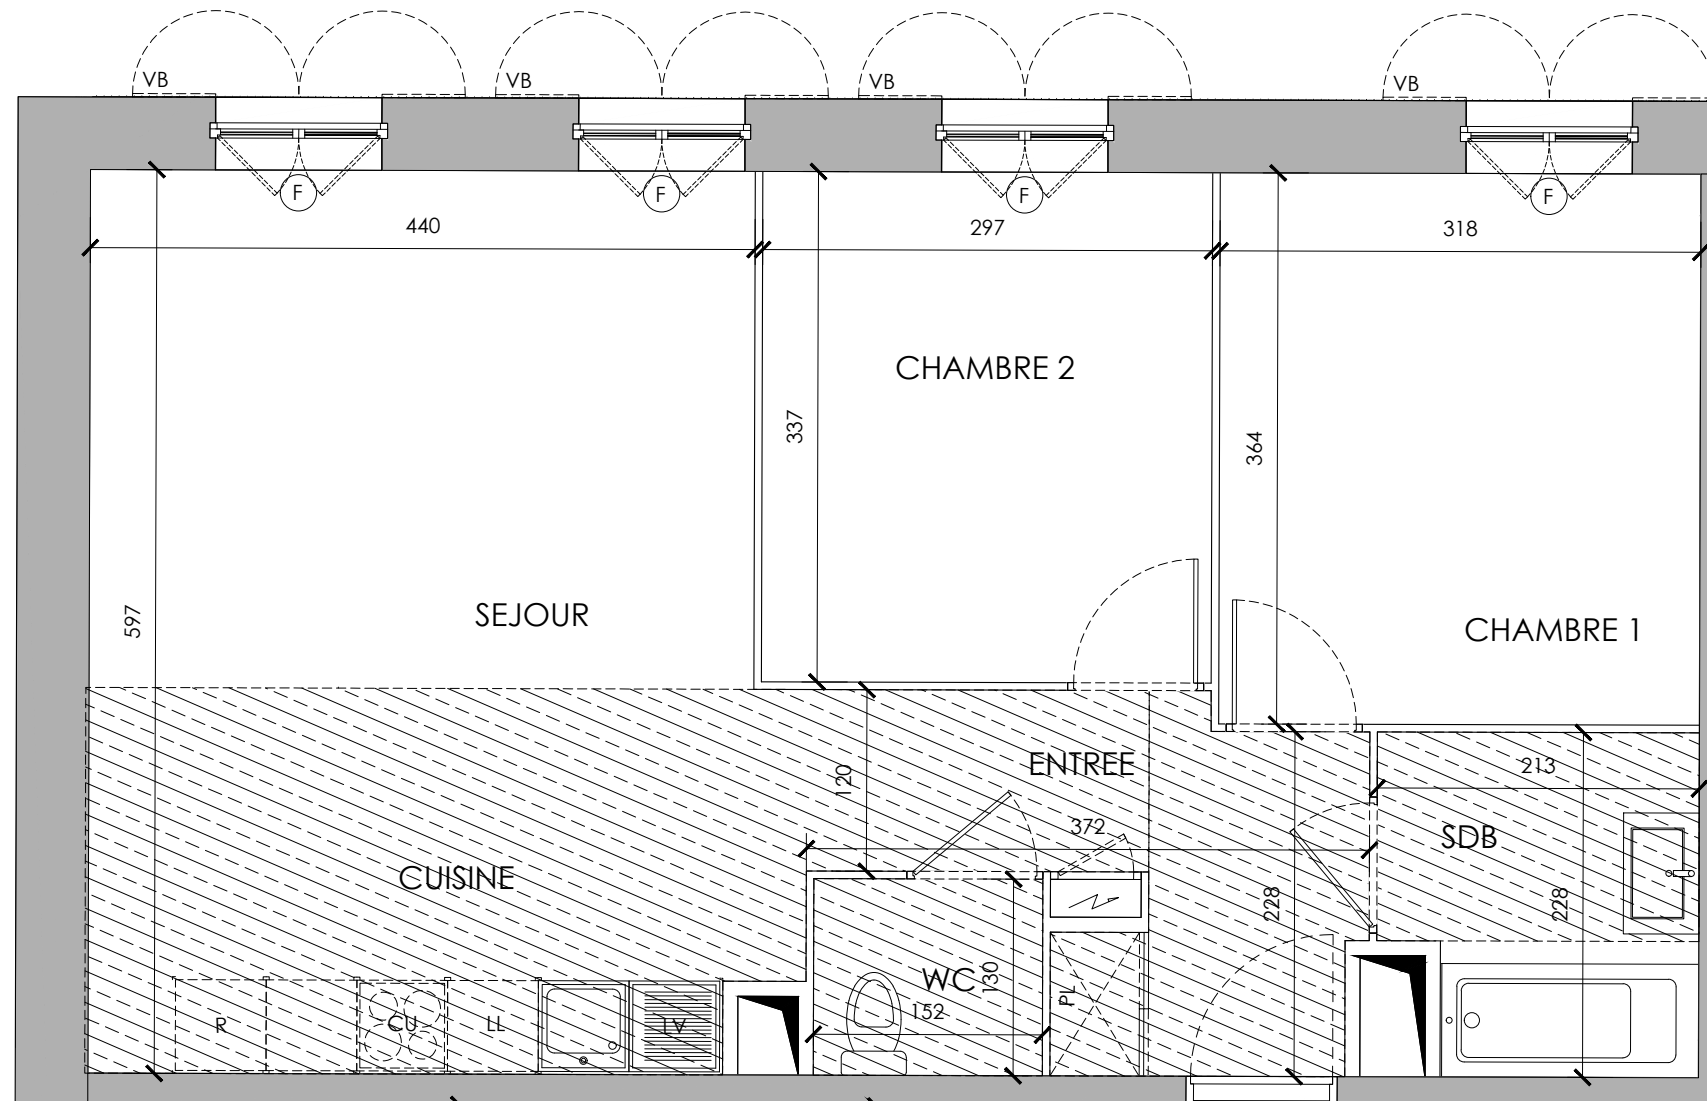 VB
VB
VB
VB
F
F
F
F
440
297
318
CHAMBRE 2
337
364
597
SEJOUR
CHAMBRE 1
ENTREE
120
213
372
SDB
CUISINE
228
228
WC
130
PL
152
R
CU
LL
LV